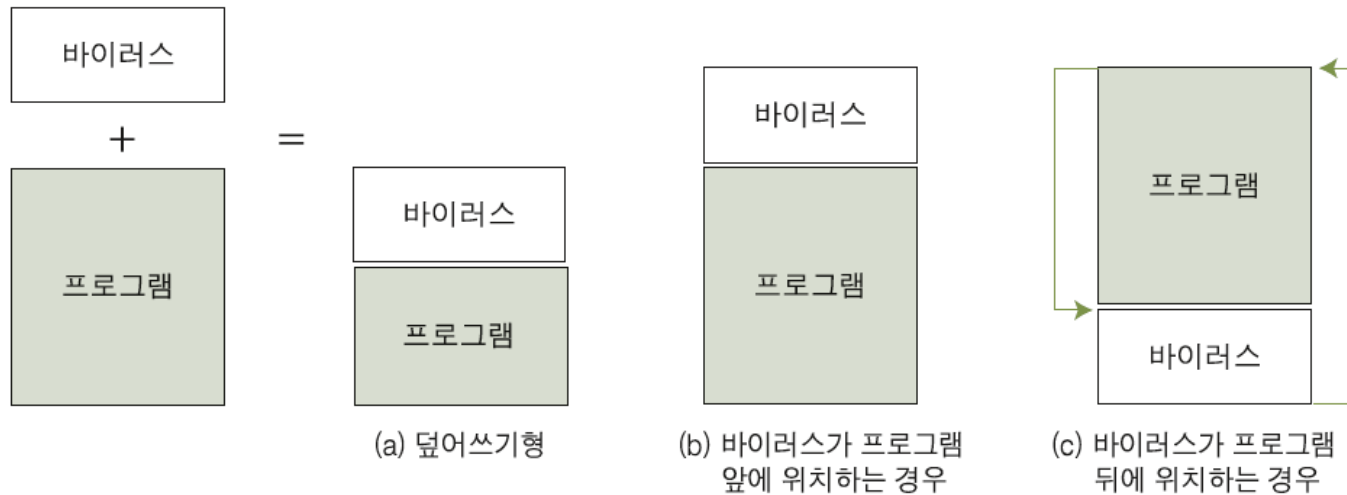 바이러스
+
=
프로그램
바이러스
프로그램
(a) 덮어쓰기형
바이러스
프로그램
(b) 바이러스가 프로그램
앞에 위치하는 경우
프로그램
바이러스
(c) 바이러스가 프로그램
뒤에 위치하는 경우